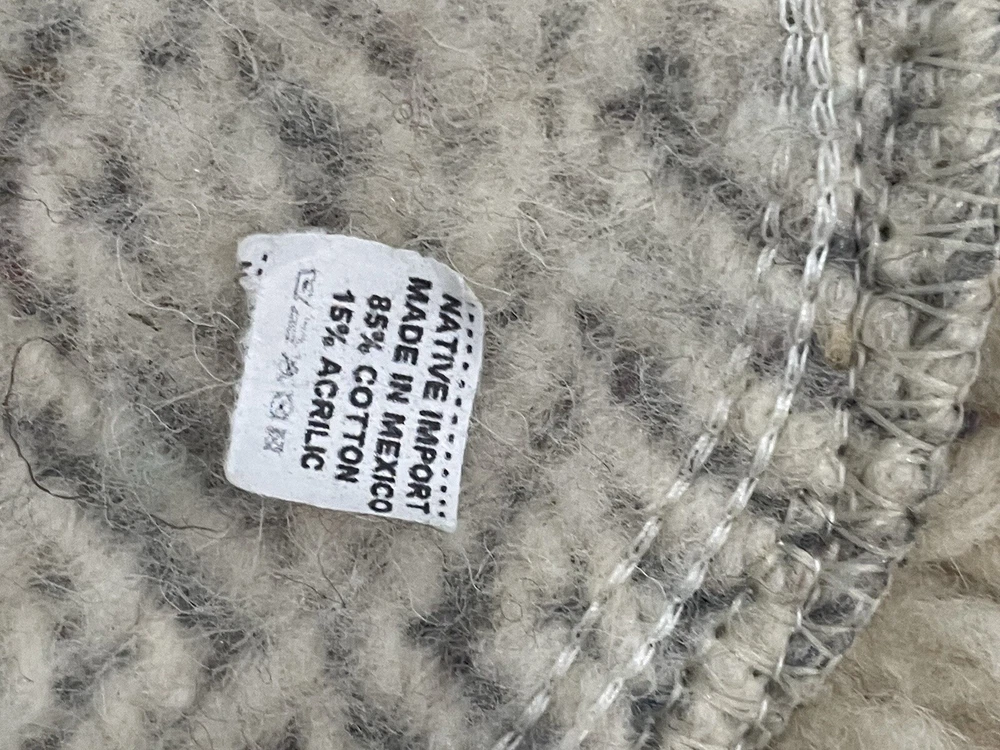 NATIVE IMPORT
MADE IN MEXICO
85% COTTON
15% ACRILIC